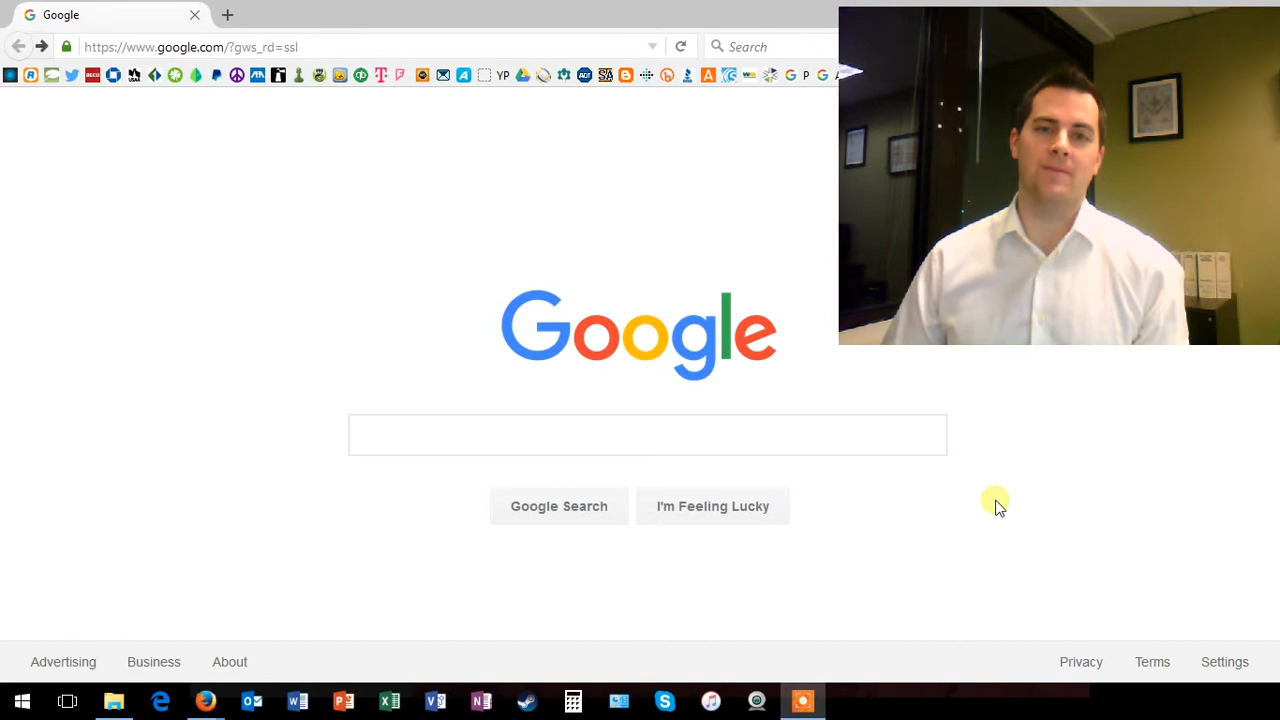 Google
https://www.google.com/?gws_rd=ssl
Search
YP
P
Google
Google Search
I'm Feeling Lucky
Advertising
Business
About
Privacy
Terms
Settings